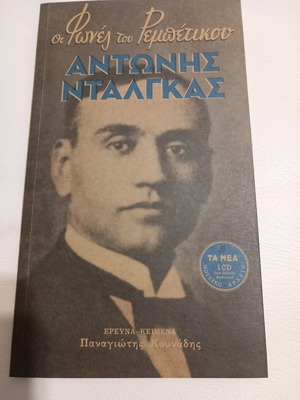 οι Φωνές του Ρεμπέτικου
ΑΝΤΩΝΗΣ
ΝΤΑΛΓΚΑΣ
ΤΑ ΝΕΑ
1 CD
ΕΡΕΥΝΑ-ΚΕΙΜΕΝΑ
Παναγιώτης Κουνάδης